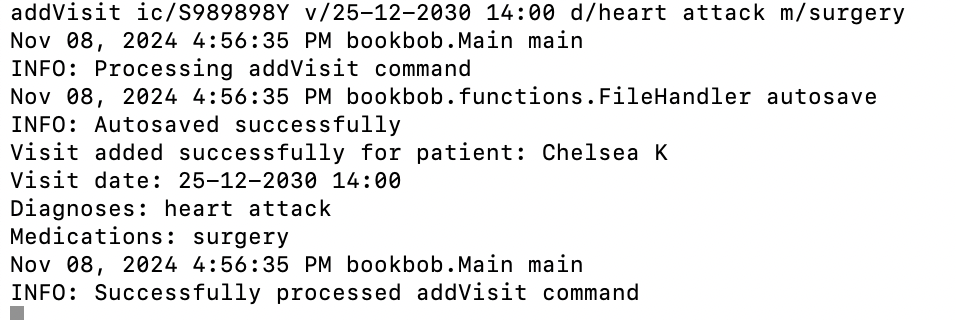 addVisit ic/S989898Y v/25-12-2030 14:00 d/heart attack m/surgery
Nov 08, 2024 4:56:35 PM bookbob.Main main
INFO: Processing addVisit command
Nov 08, 2024 4:56:35 PM bookbob.functions.FileHandler autosave
INFO: Autosaved successfully
Visit added successfully for patient: Chelsea K
Visit date: 25-12-2030 14:00
Diagnoses: heart attack
Medications: surgery
Nov 08, 2024 4:56:35 PM bookbob.Main main
INFO: Successfully processed addVisit command